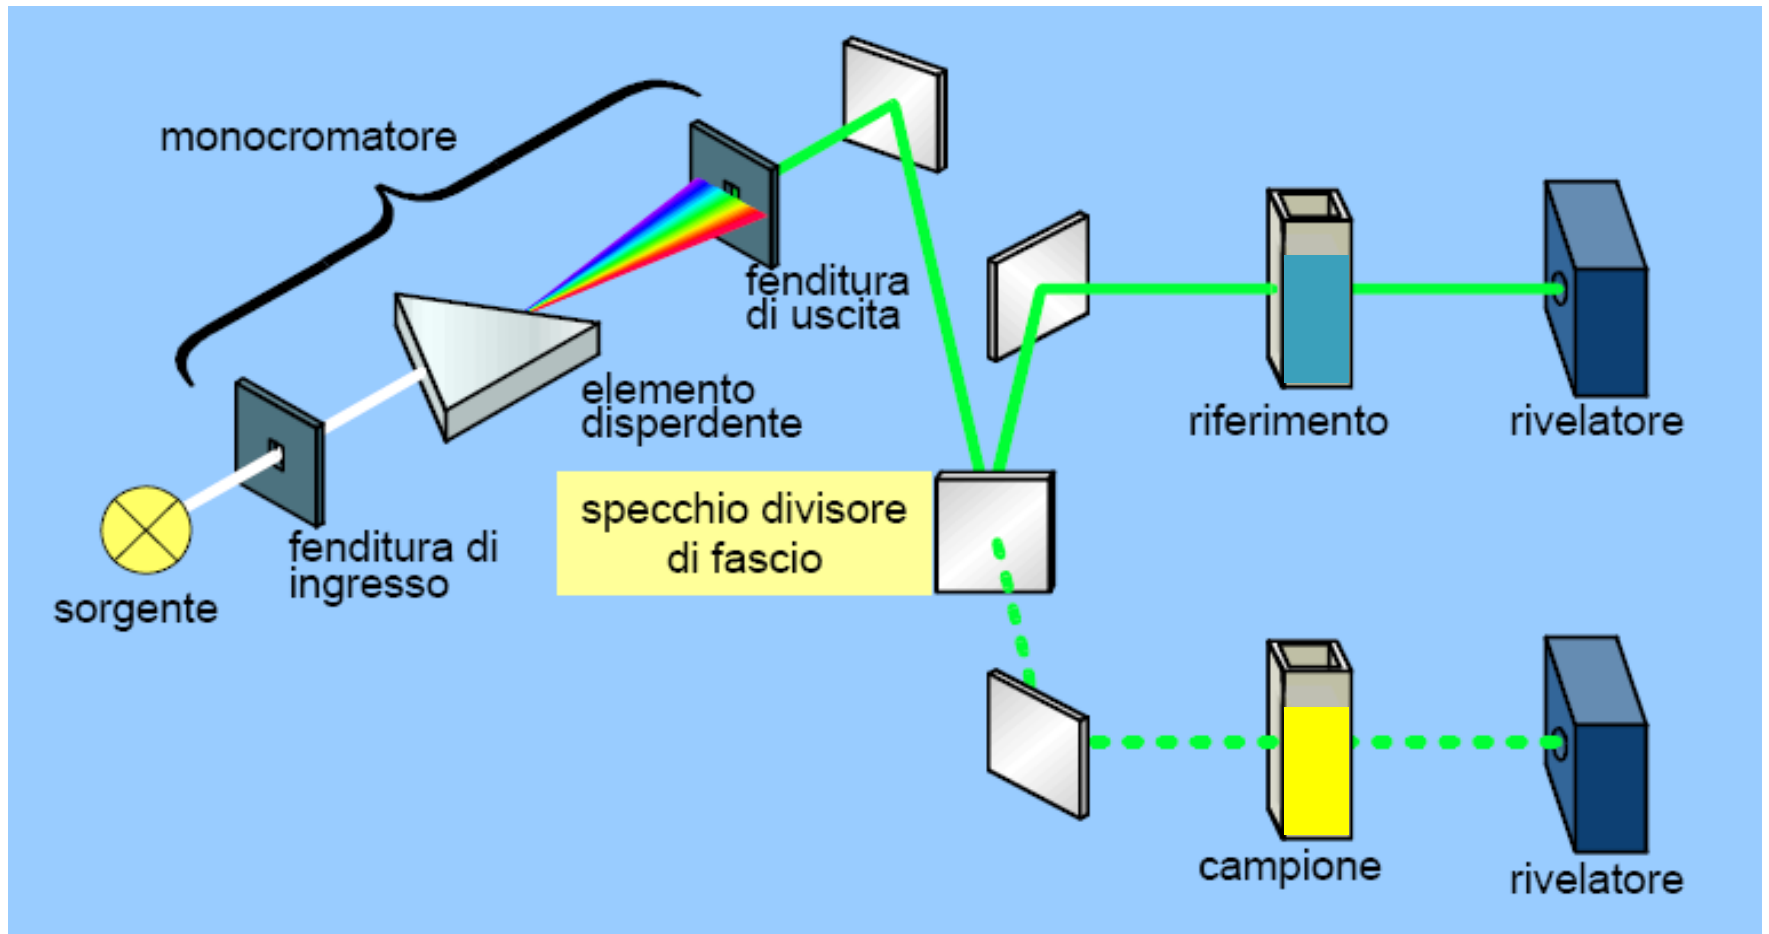 monocromatore
fenditura
di uscita
elemento
disperdente
riferimento
rivelatore
specchio divisore
di fascio
fenditura di
ingresso
sorgente
campione
rivelatore